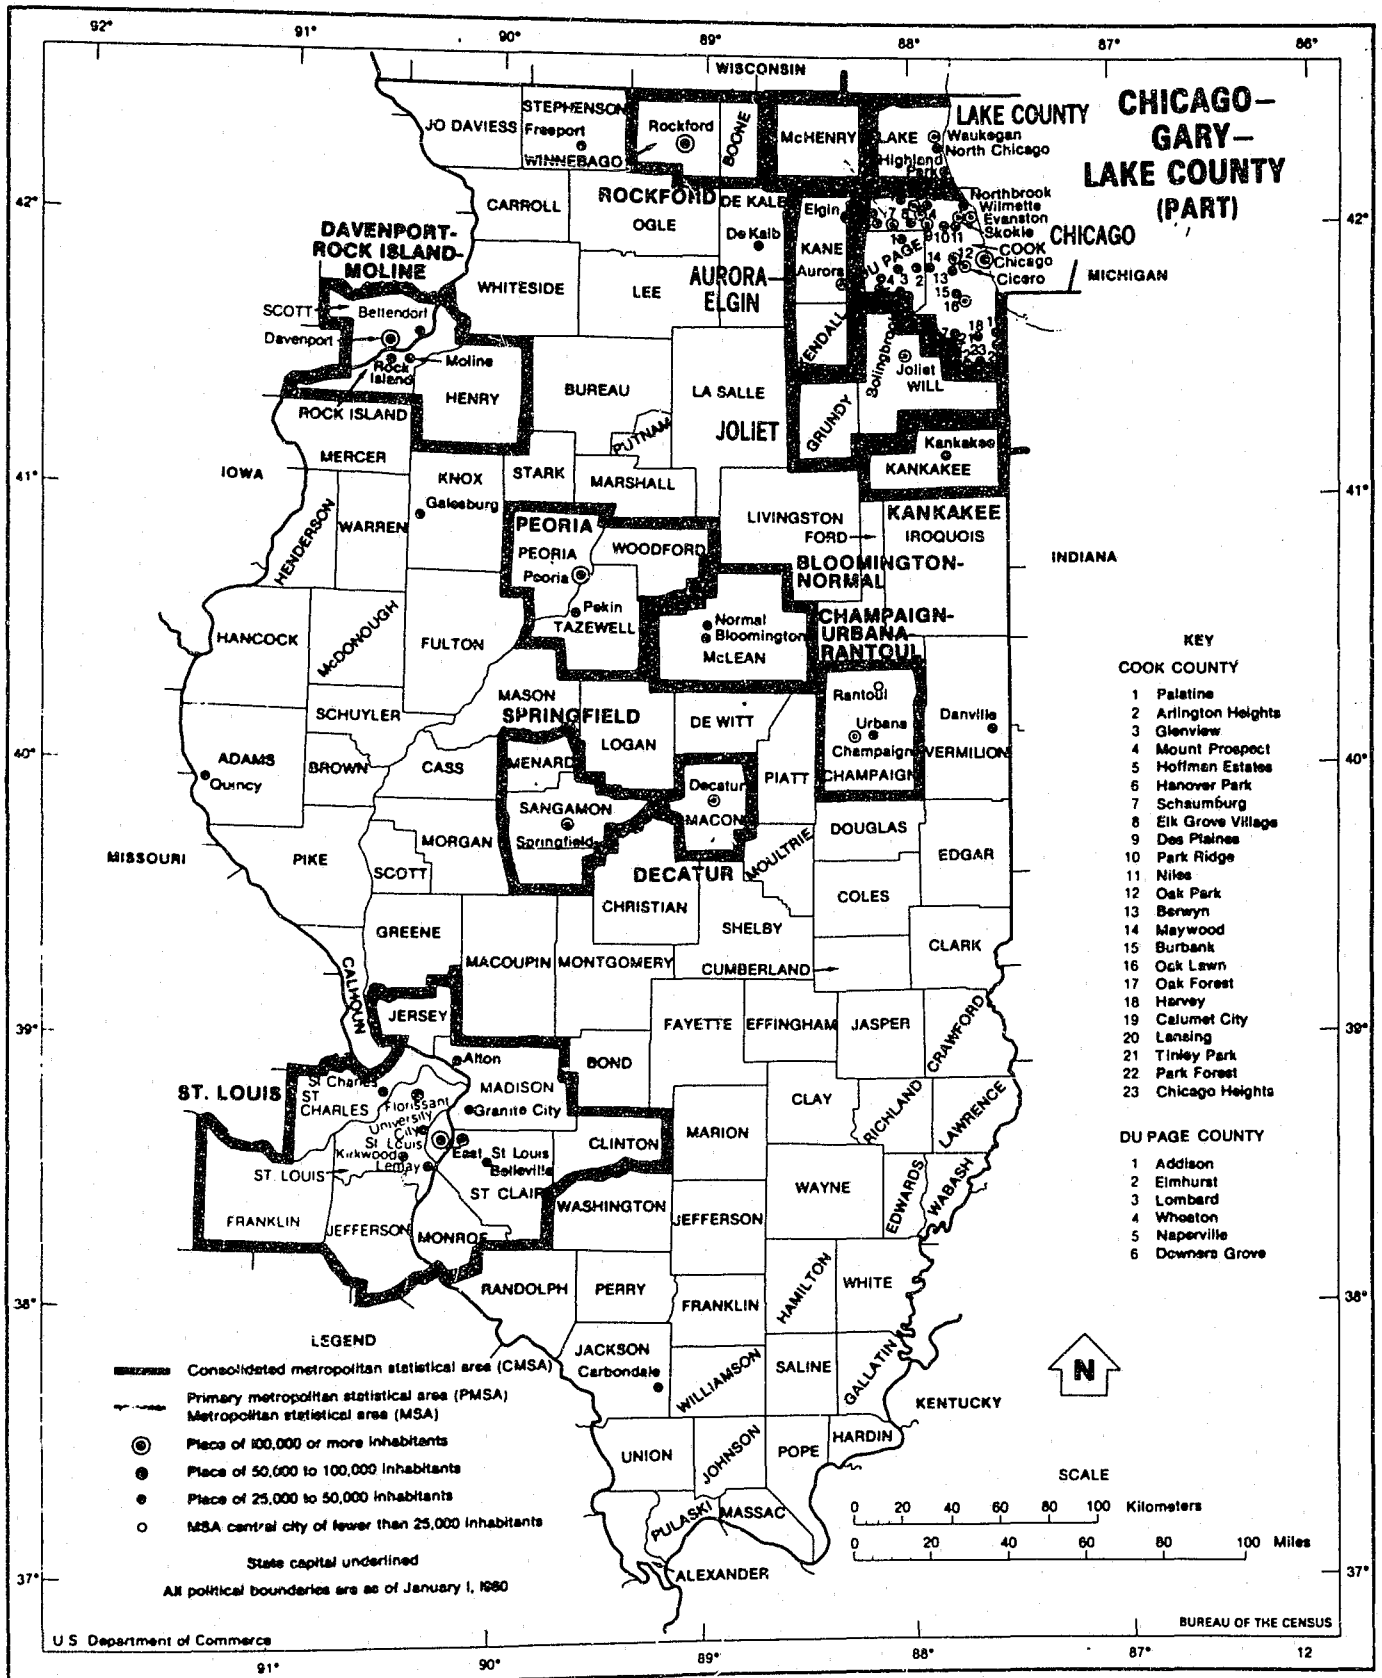 92°
91°
90°
89°
88°
87°
86°
WISCONSIN
CHICAGO–
GARY–
LAKE COUNTY
(PART)
LAKE COUNTY
JO DAVIESS
STEPHENSON
Freeport
WINNEBAGO
Rockford
BOONE
McHENRY
LAKE
Waukegan
North Chicago
Highland
Park
42°
42°
CARROLL
ROCKFORD
OGLE
DE KALB
De Kalb
Elgin
KANE
Aurora
DU PAGE
Northbrook
Wilmette
Evanston
Skokie
CHICAGO
COOK
Chicago
Cicero
MICHIGAN
DAVENPORT-
ROCK ISLAND-
MOLINE
WHITESIDE
LEE
AURORA–
ELGIN
SCOTT
Bettendorf
Davenport
Moline
Rock
Island
ROCK ISLAND
HENRY
BUREAU
LA SALLE
KENDALL
Bolingbrook
Joliet
WILL
PUTNAM
JOLIET
GRUNDY
Kankakee
KANKAKEE
MERCER
IOWA
KNOX
Galesburg
STARK
MARSHALL
41°
41°
HENDERSON
WARREN
PEORIA
PEORIA
Peoria
WOODFORD
LIVINGSTON
FORD
KANKAKEE
IROQUOIS
INDIANA
BLOOMINGTON-
NORMAL
Pekin
TAZEWELL
Normal
Bloomington
McLEAN
CHAMPAIGN-
URBANA-
RANTOUL
HANCOCK
McDONOUGH
FULTON
MASON
SCHUYLER
SPRINGFIELD
LOGAN
DE WITT
Rantoul
Urbana
Champaign
CHAMPAIGN
Danville
VERMILION
40°
40°
ADAMS
Quincy
BROWN
CASS
MENARD
SANGAMON
Springfield
Decatur
MACON
PIATT
MISSOURI
PIKE
MORGAN
SCOTT
DECATUR
MOULTRIE
DOUGLAS
EDGAR
CHRISTIAN
COLES
SHELBY
GREENE
MACOUPIN
MONTGOMERY
CUMBERLAND
CLARK
CALHOUN
JERSEY
39°
39°
FAYETTE
EFFINGHAM
JASPER
CRAWFORD
Alton
MADISON
Granite City
BOND
ST. LOUIS
St Charles
ST
CHARLES
Florissant
University
City
St Louis
Kirkwood
Lemay
ST. LOUIS
East St Louis
Belleville
ST CLAIR
CLINTON
MARION
CLAY
RICHLAND
LAWRENCE
FRANKLIN
JEFFERSON
MONROE
WASHINGTON
JEFFERSON
WAYNE
EDWARDS
WABASH
RANDOLPH
PERRY
FRANKLIN
HAMILTON
WHITE
38°
38°
JACKSON
Carbondale
WILLIAMSON
SALINE
GALLATIN
KENTUCKY
UNION
JOHNSON
POPE
HARDIN
PULASKI
MASSAC
ALEXANDER
37°
37°
KEY
COOK COUNTY
1 Palatine
2 Arlington Heights
3 Glenview
4 Mount Prospect
5 Hoffman Estates
6 Hanover Park
7 Schaumburg
8 Elk Grove Village
9 Des Plaines
10 Park Ridge
11 Niles
12 Oak Park
13 Berwyn
14 Maywood
15 Burbank
16 Oak Lawn
17 Oak Forest
18 Harvey
19 Calumet City
20 Lansing
21 Tinley Park
22 Park Forest
23 Chicago Heights
DU PAGE COUNTY
1 Addison
2 Elmhurst
3 Lombard
4 Wheaton
5 Naperville
6 Downers Grove
LEGEND
Consolidated metropolitan statistical area (CMSA)
Primary metropolitan statistical area (PMSA)
Metropolitan statistical area (MSA)
Place of 100,000 or more inhabitants
Place of 50,000 to 100,000 inhabitants
Place of 25,000 to 50,000 inhabitants
MSA central city of fewer than 25,000 inhabitants
State capital underlined
All political boundaries are as of January 1, 1980
N
SCALE
0 20 40 60 80 100 Kilometers
0 20 40 60 80 100 Miles
U S Department of Commerce
BUREAU OF THE CENSUS
91°
90°
89°
88°
87°
12